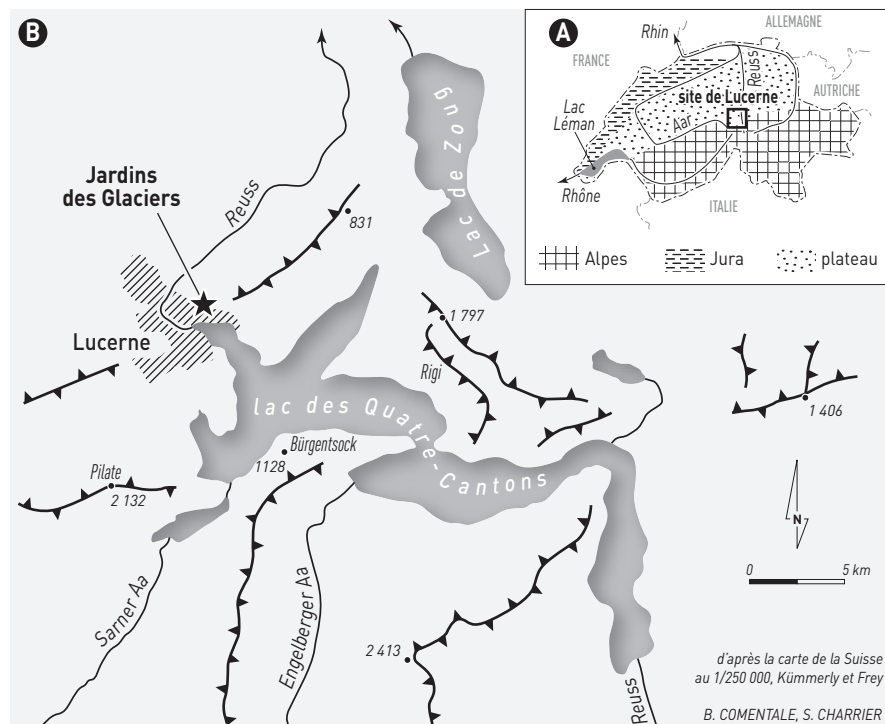 B
A
ALLEMAGNE
Rhin
FRANCE
Reuss
AUTRICHE
site de Lucerne
Lac
Léman
Aar
Rhône
ITALIE
Alpes
Jura
plateau
Lac de Zoug
Jardins
des Glaciers
Reuss
831
Lucerne
1 797
Rigi
1 406
lac des Quatre-Cantons
Bürgentsock
1128
Pilate
2 132
N
0 5 km
Sarner Aa
Engelberger Aa
2 413
Reuss
d'après la carte de la Suisse
au 1/250 000, Kümmerly et Frey
B. COMENTALE, S. CHARRIER